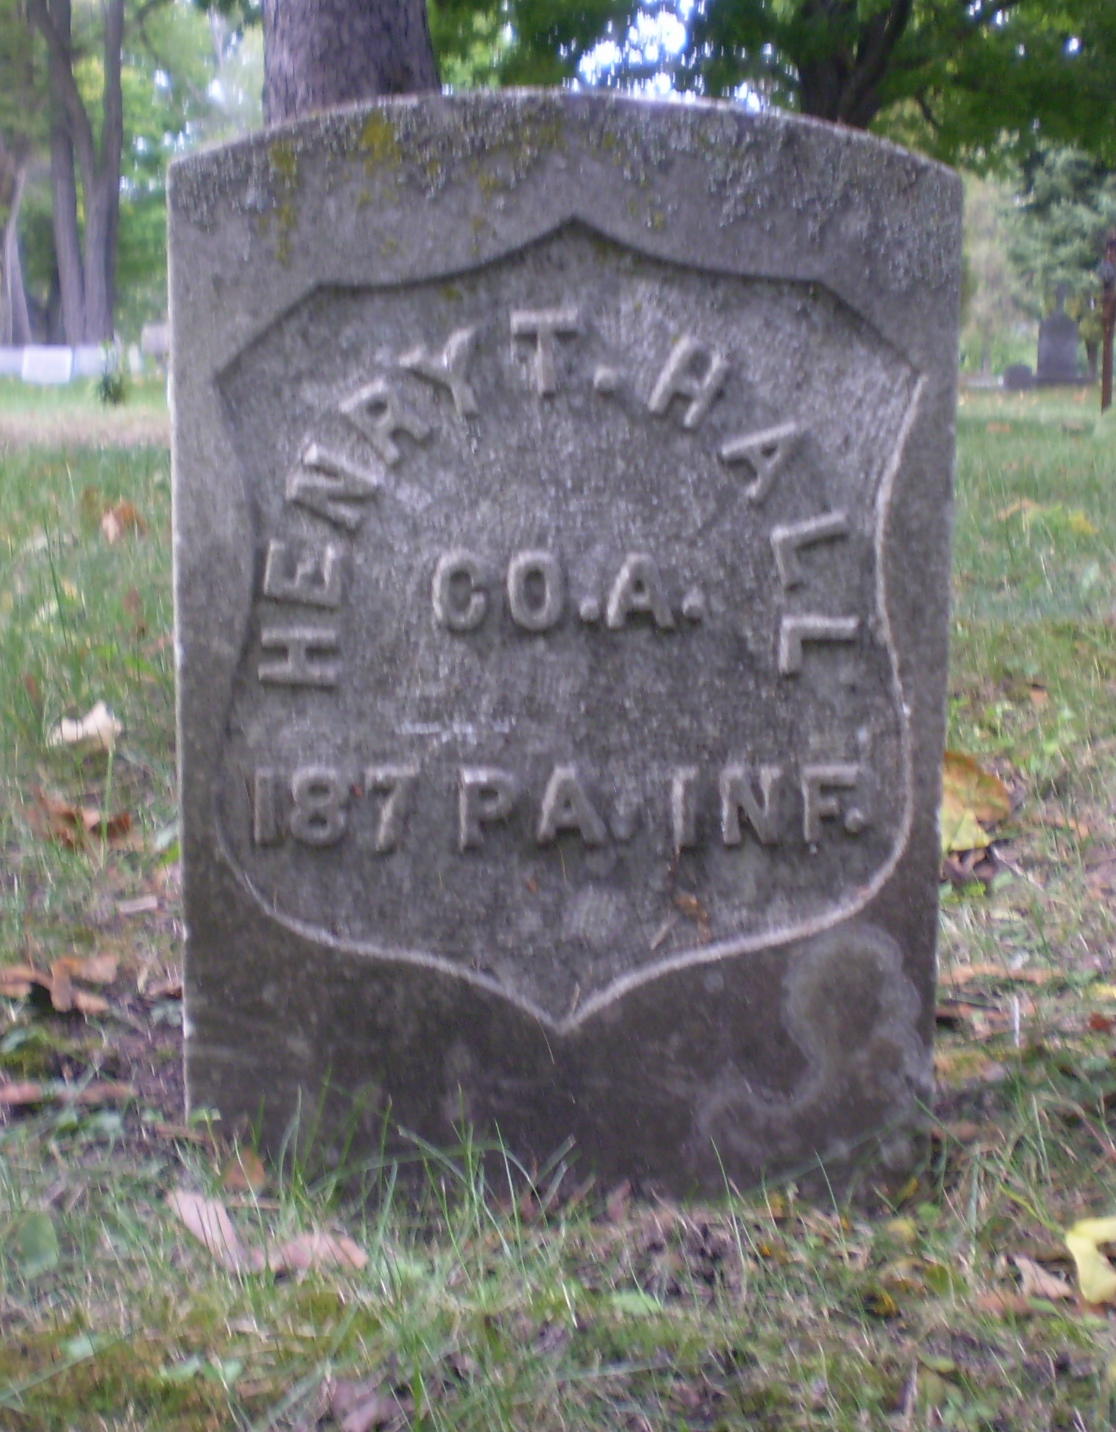 HENRY T. HALL
CO. A.
187 PA. INF.